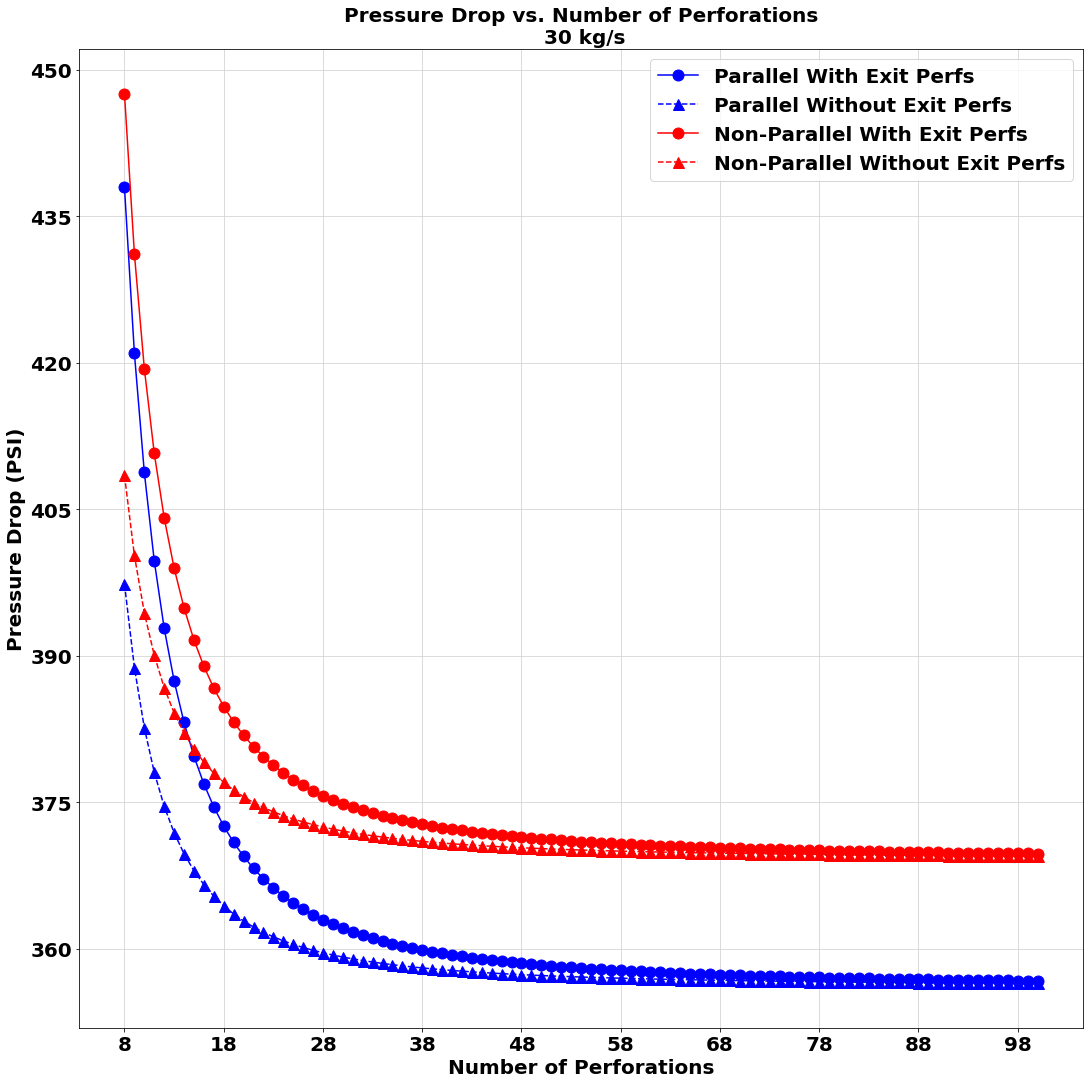 Pressure Drop vs. Number of Perforations
30 kg/s
Parallel With Exit Perfs
Parallel Without Exit Perfs
Non-Parallel With Exit Perfs
Non-Parallel Without Exit Perfs
Pressure Drop (PSI)
450
435
420
405
390
375
360
8 18 28 38 48 58 68 78 88 98
Number of Perforations